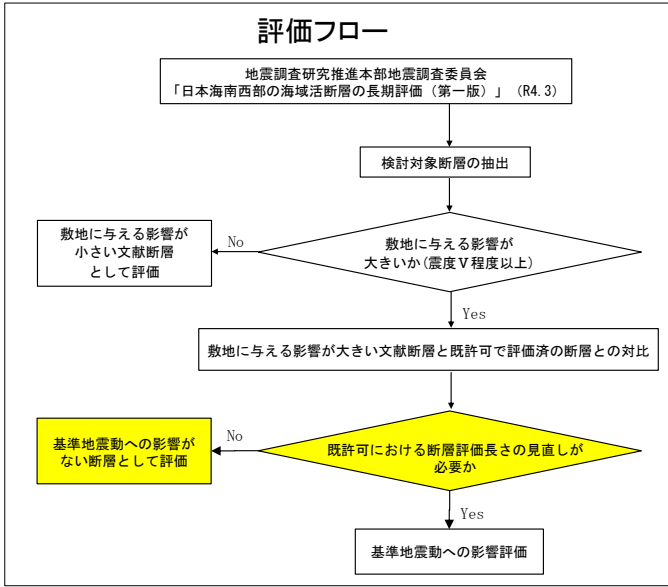 評価フロー
地震調査研究推進本部地震調査委員会
「日本海南西部の海域活断層の長期評価（第一版）」（R4.3）
検討対象断層の抽出
敷地に与える影響が
大きいか(震度Ⅴ程度以上)
No
敷地に与える影響が
小さい文献断層
として評価
Yes
敷地に与える影響が大きい文献断層と既許可で評価済の断層との対比
既許可における断層評価長さの見直しが
必要か
No
基準地震動への影響が
ない断層として評価
Yes
基準地震動への影響評価